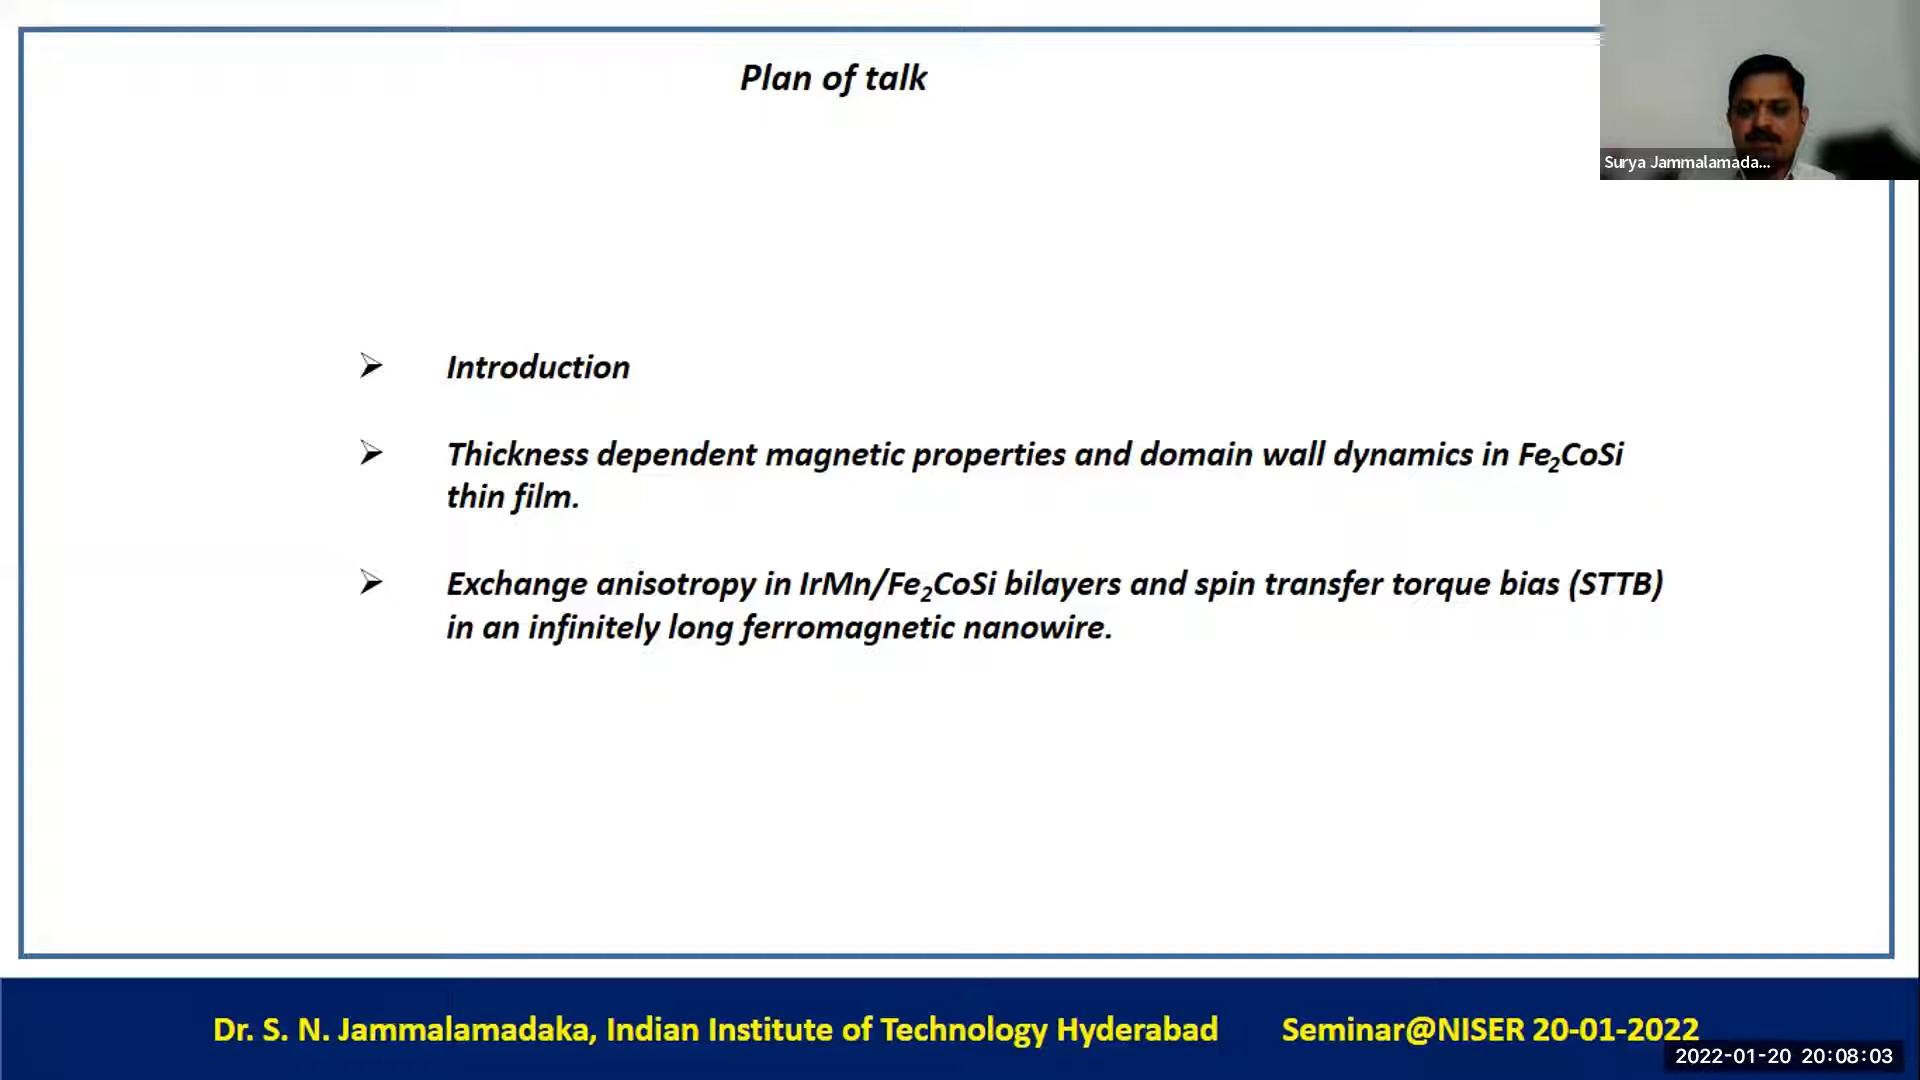 Plan of talk
Surya Jammalamada...
➢ Introduction
➢ Thickness dependent magnetic properties and domain wall dynamics in Fe₂CoSi
thin film.
➢ Exchange anisotropy in IrMn/Fe₂CoSi bilayers and spin transfer torque bias (STTB)
in an infinitely long ferromagnetic nanowire.
Dr. S. N. Jammalamadaka, Indian Institute of Technology Hyderabad Seminar@NISER 20-01-2022
2022-01-20 20:08:03